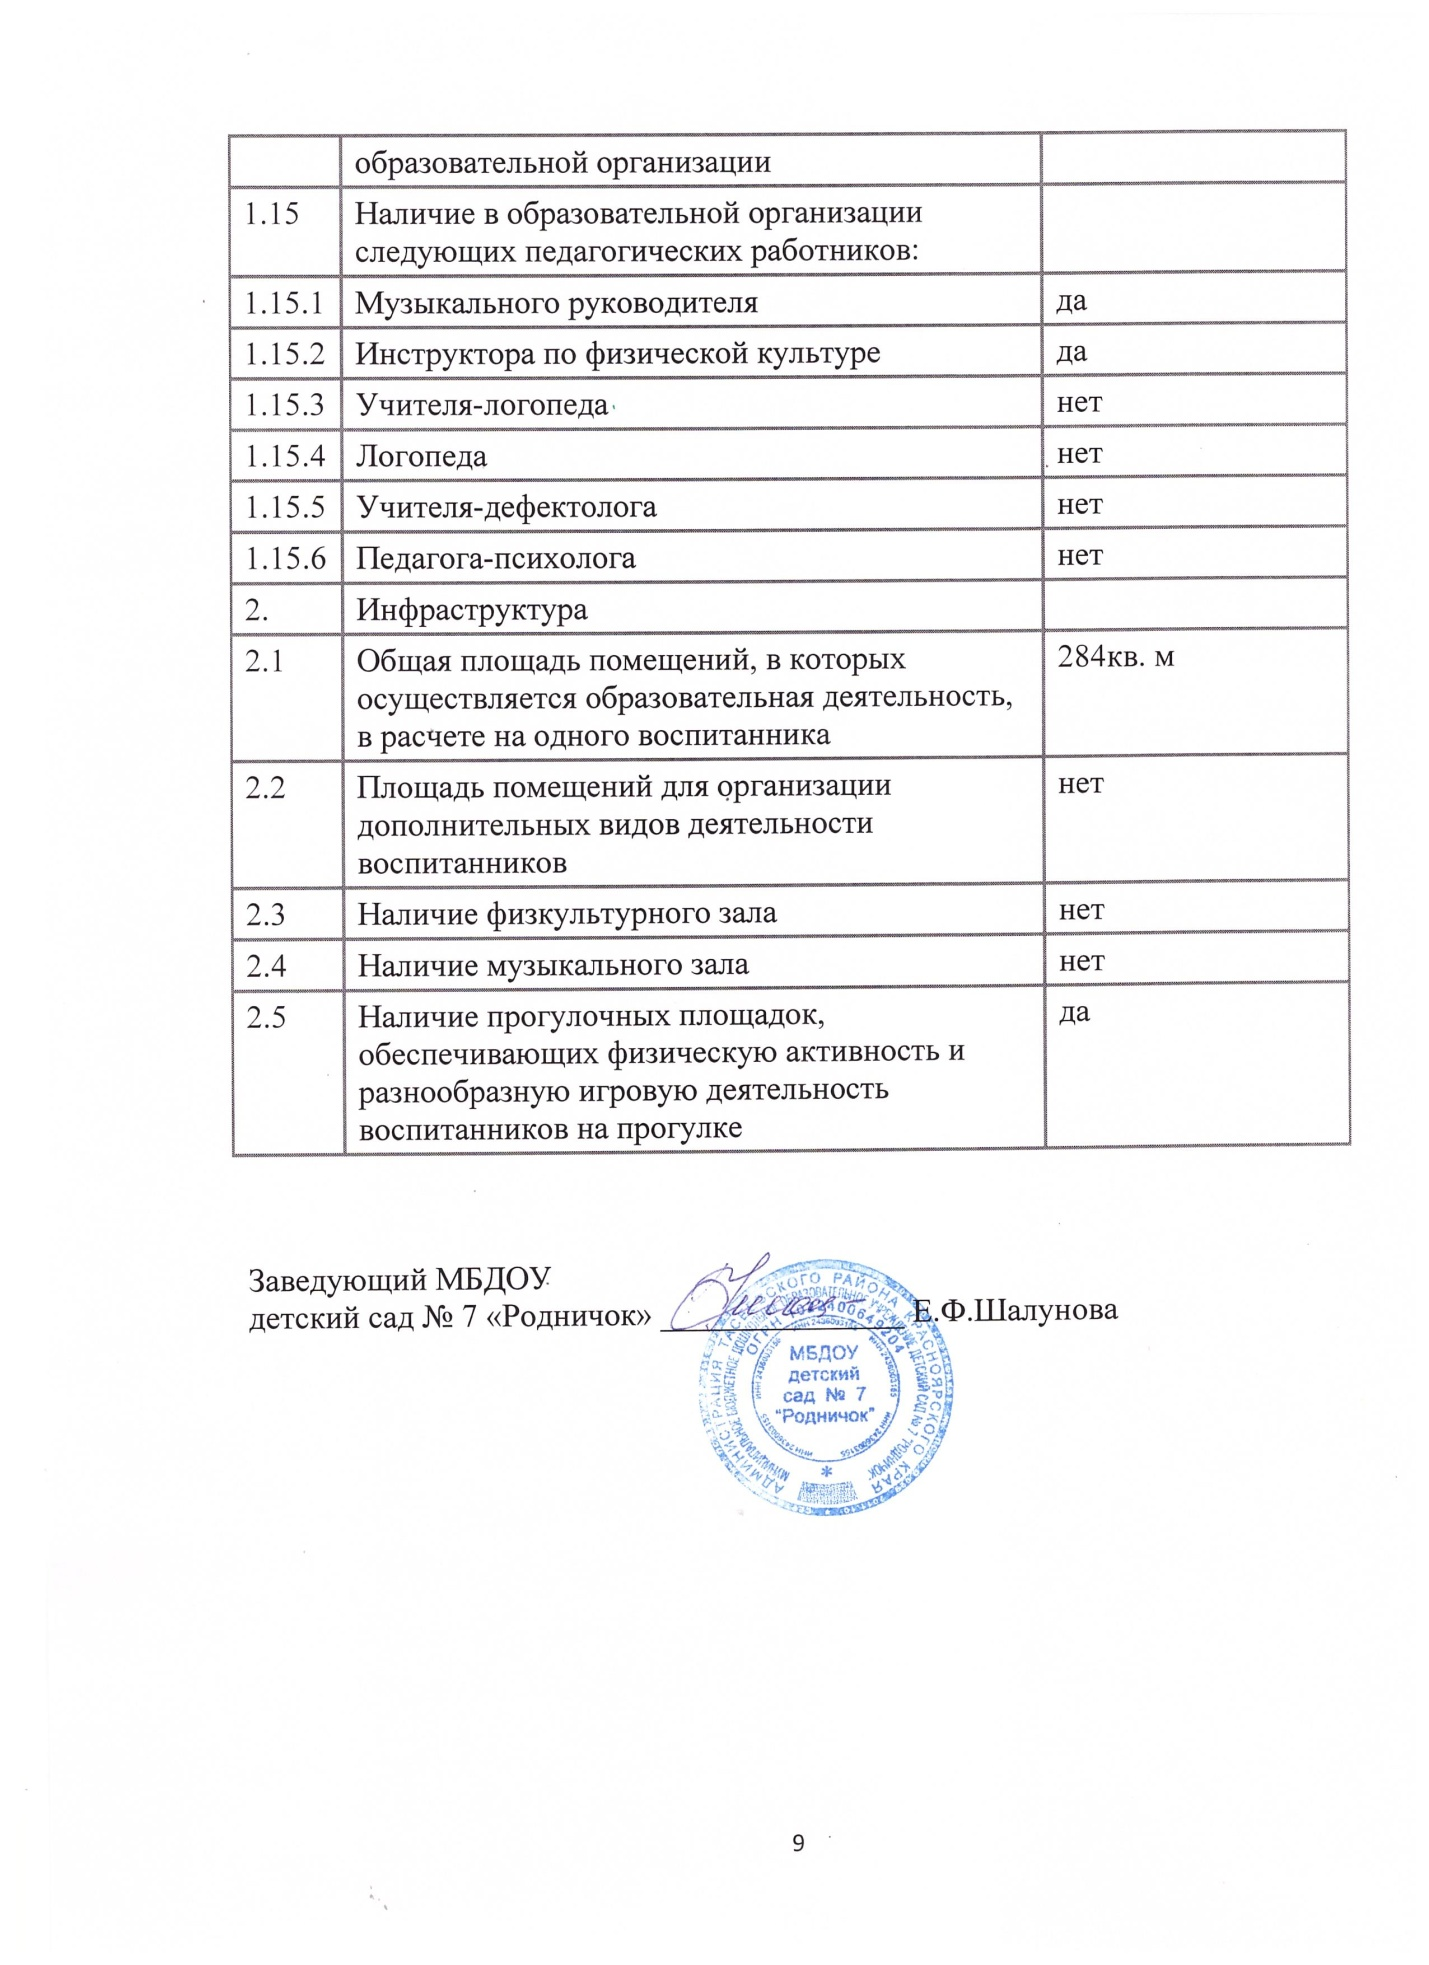 образовательной организации
1.15 Наличие в образовательной организации
следующих педагогических работников:
1.15.1 Музыкального руководителя да
1.15.2 Инструктора по физической культуре да
1.15.3 Учителя-логопеда нет
1.15.4 Логопеда нет
1.15.5 Учителя-дефектолога нет
1.15.6 Педагога-психолога нет
2. Инфраструктура
2.1 Общая площадь помещений, в которых 284кв. м
осуществляется образовательная деятельность,
в расчете на одного воспитанника
2.2 Площадь помещений для организации нет
дополнительных видов деятельности
воспитанников
2.3 Наличие физкультурного зала нет
2.4 Наличие музыкального зала нет
2.5 Наличие прогулочных площадок, да
обеспечивающих физическую активность и
разнообразную игровую деятельность
воспитанников на прогулке
Заведующий МБДОУ
детский сад № 7 «Родничок» Е.Ф.Шалунова
РАЙОНА КРАСНОЯРСКОГО КРАЯ
МБДОУ
детский
сад № 7
"Родничок"
9